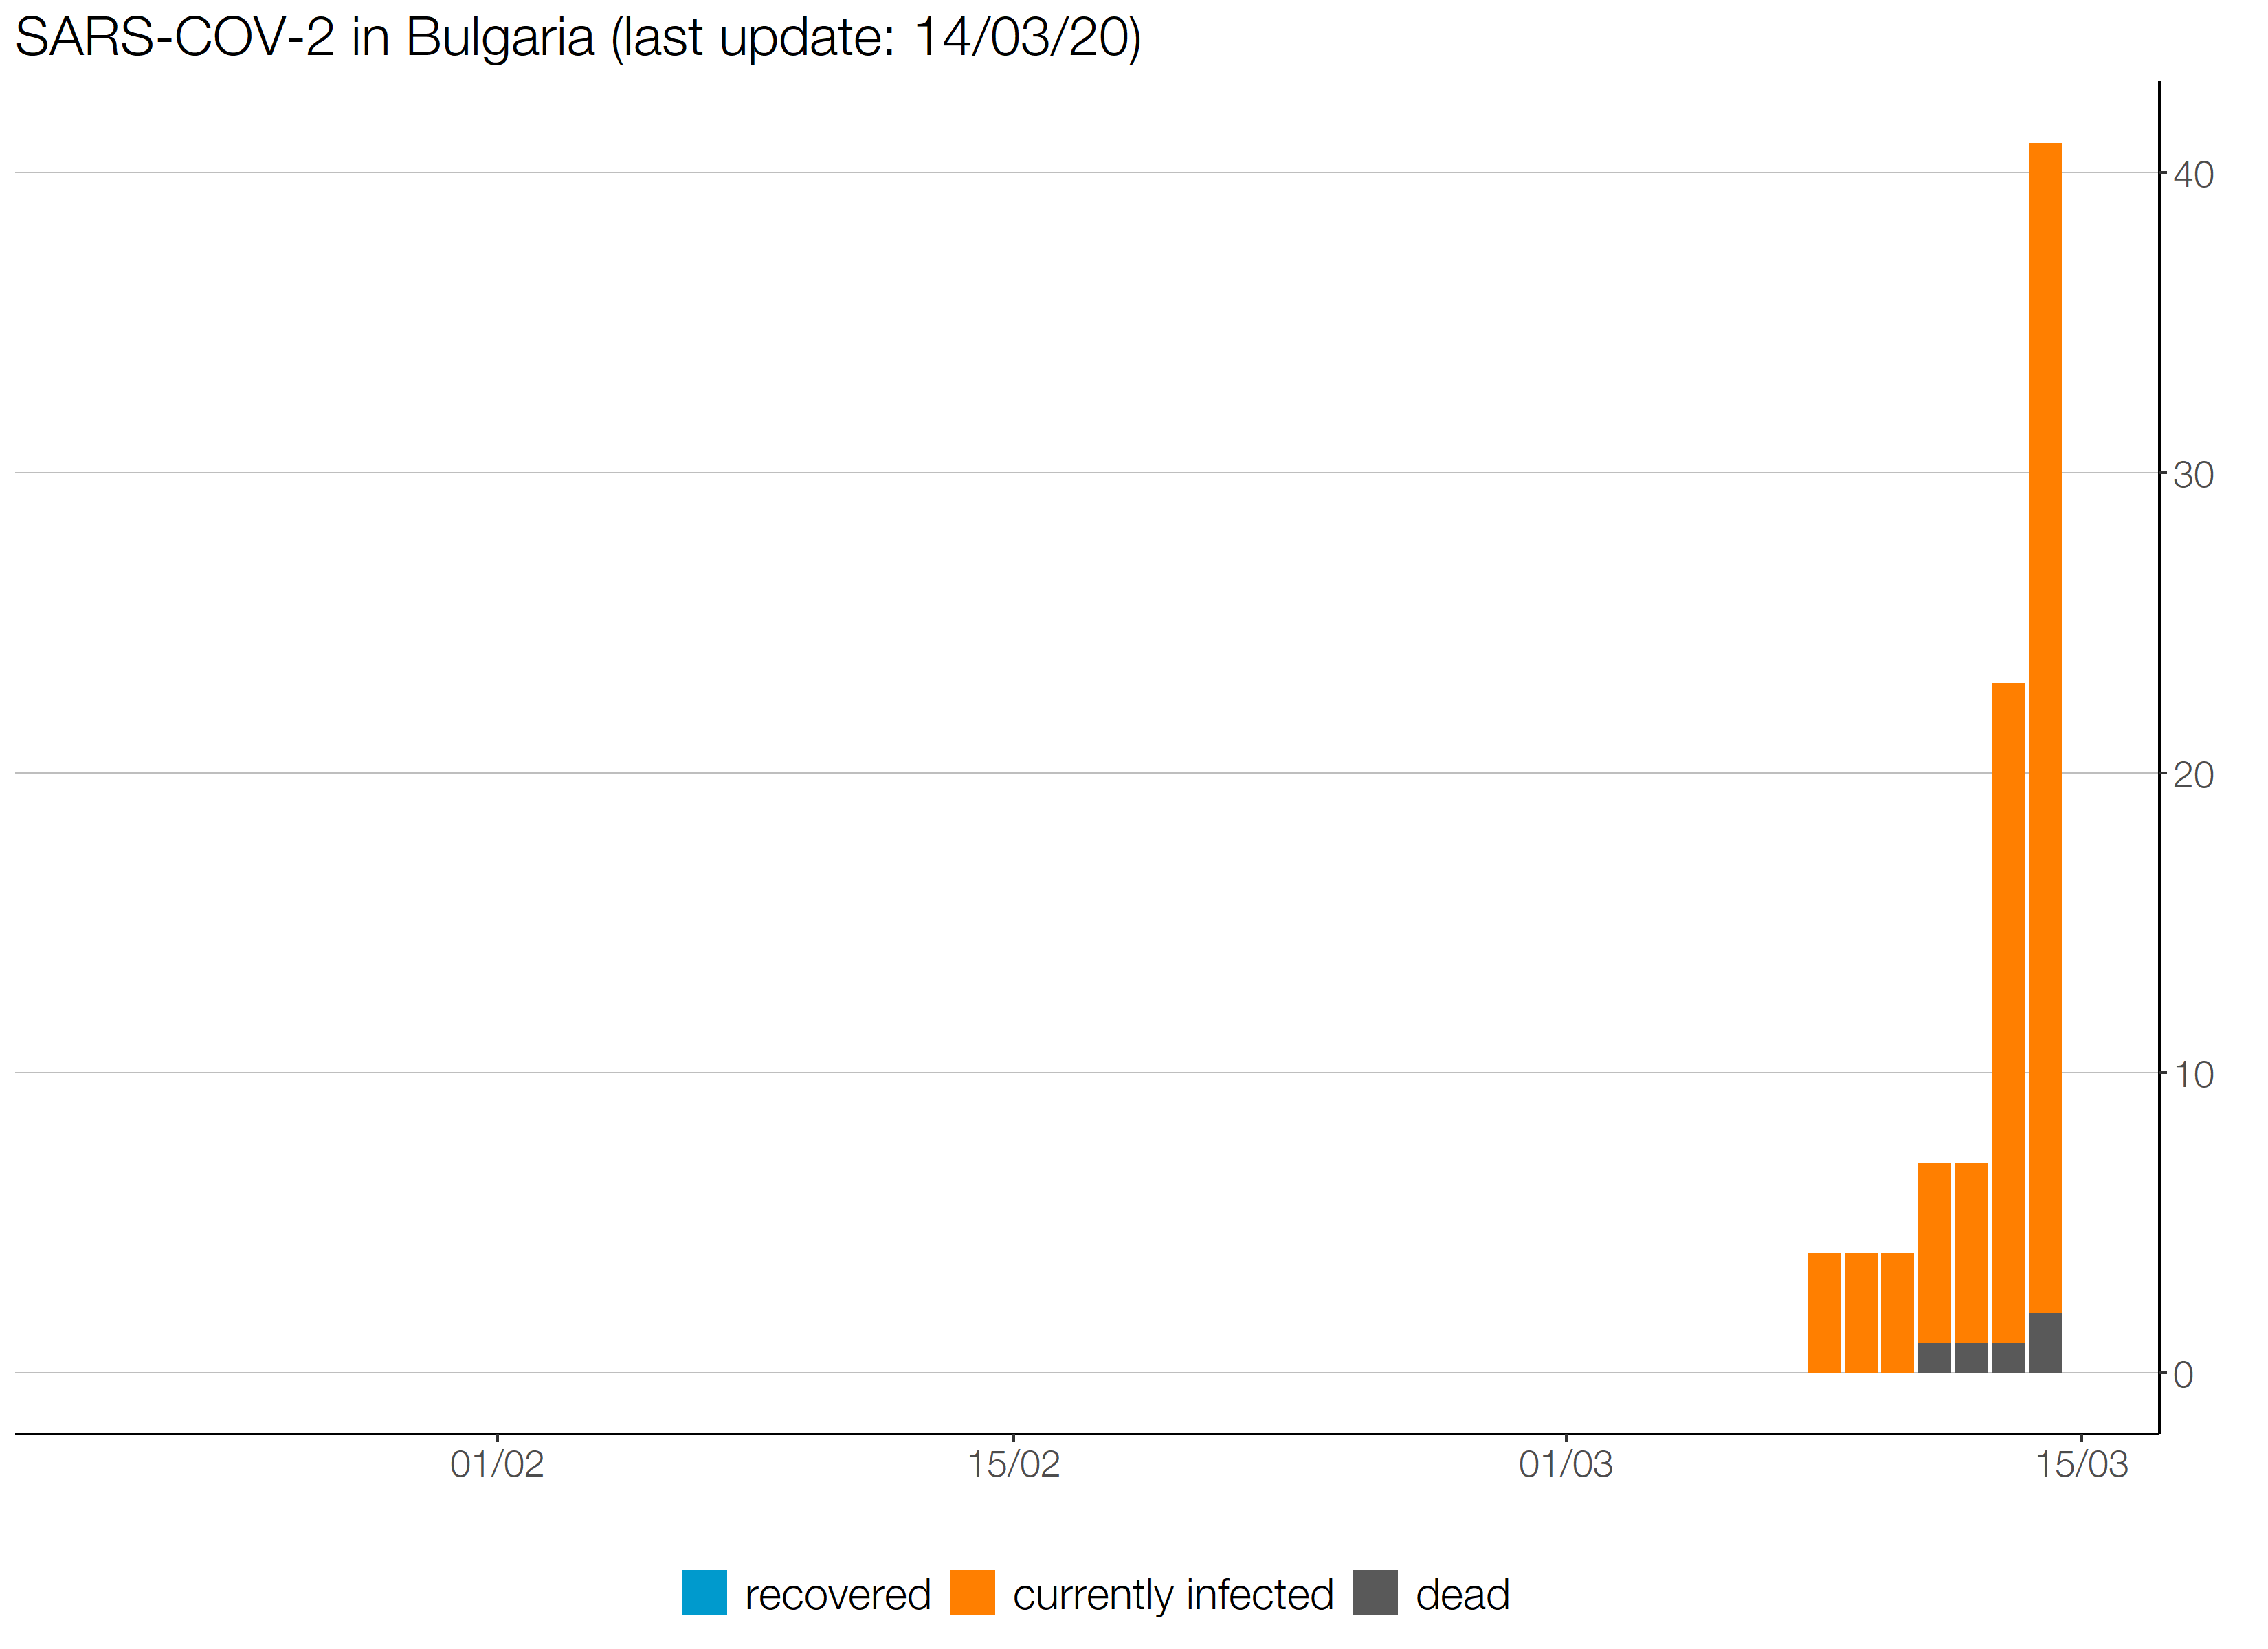 SARS-COV-2 in Bulgaria (last update: 14/03/20)
40
30
20
10
0
01/02 15/02 01/03 15/03
recovered currently infected dead